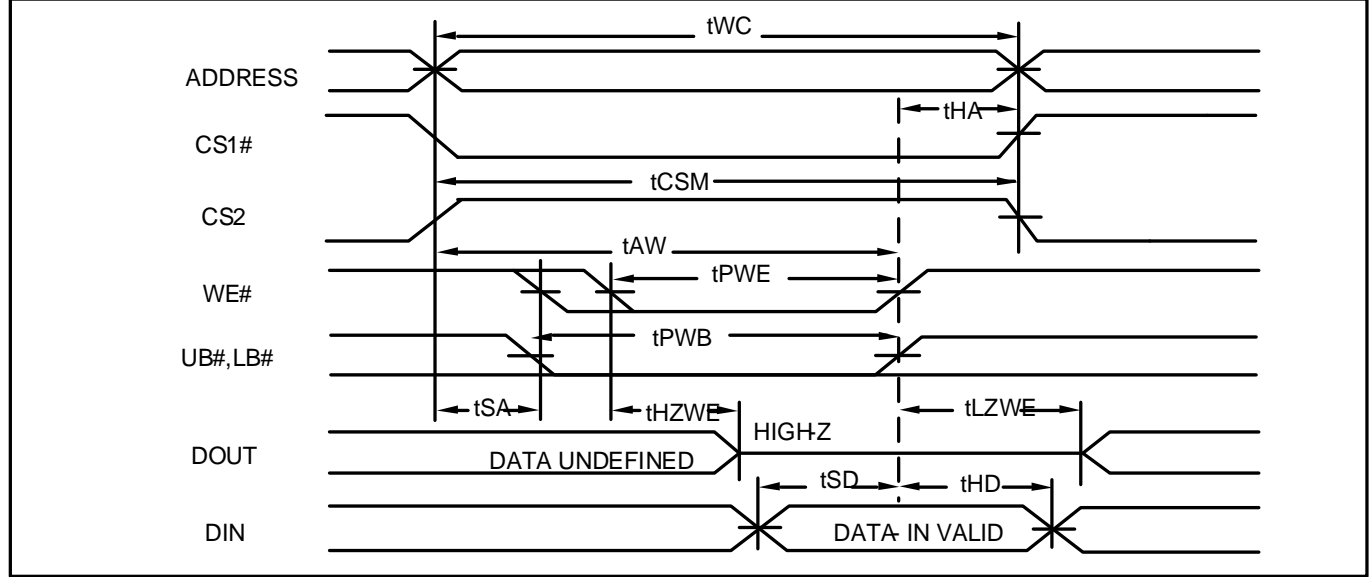 tWC
ADDRESS
tHA
CS1#
tCSM
CS2
tAW
tPWE
WE#
tPWB
UB#,LB#
tSA
tHZWE
tLZWE
HIGH-Z
DOUT
DATA UNDEFINED
tSD
tHD
DIN
DATA- IN VALID